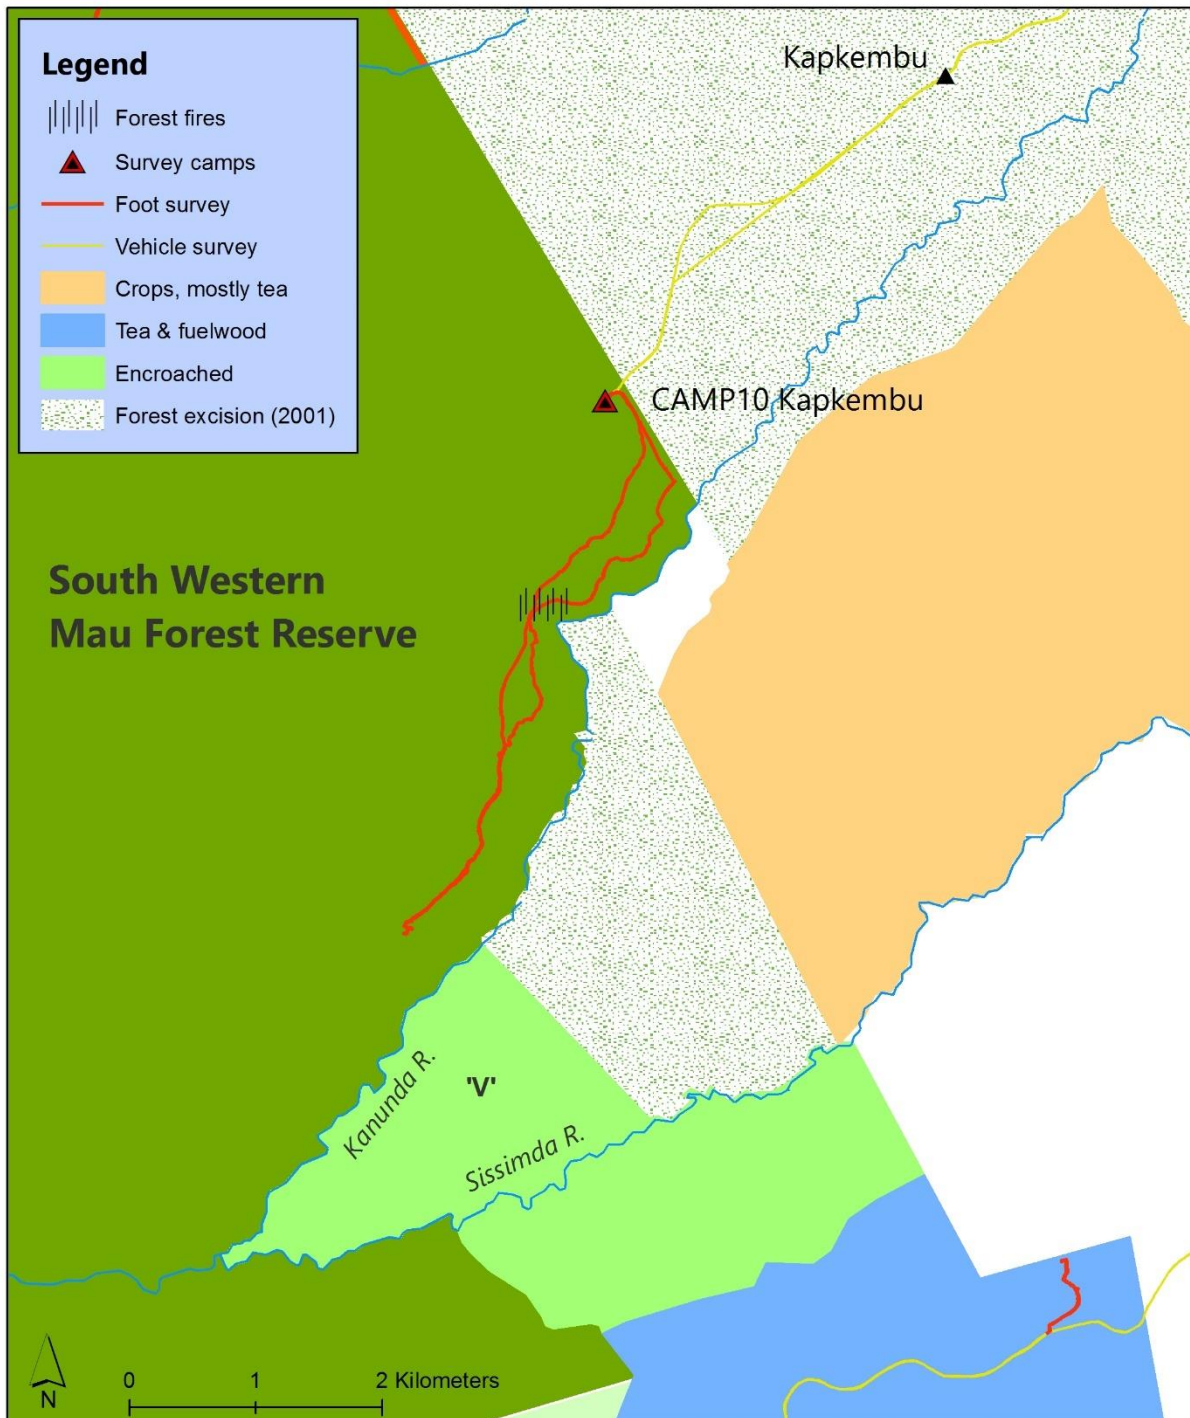 Legend
Forest fires
Survey camps
Foot survey
Vehicle survey
Crops, mostly tea
Tea & fuelwood
Encroached
Forest excision (2001)
Kapkembu
CAMP10 Kapkembu
South Western
Mau Forest Reserve
'V'
Kanunda R.
Sissimda R.
N
0 1 2 Kilometers